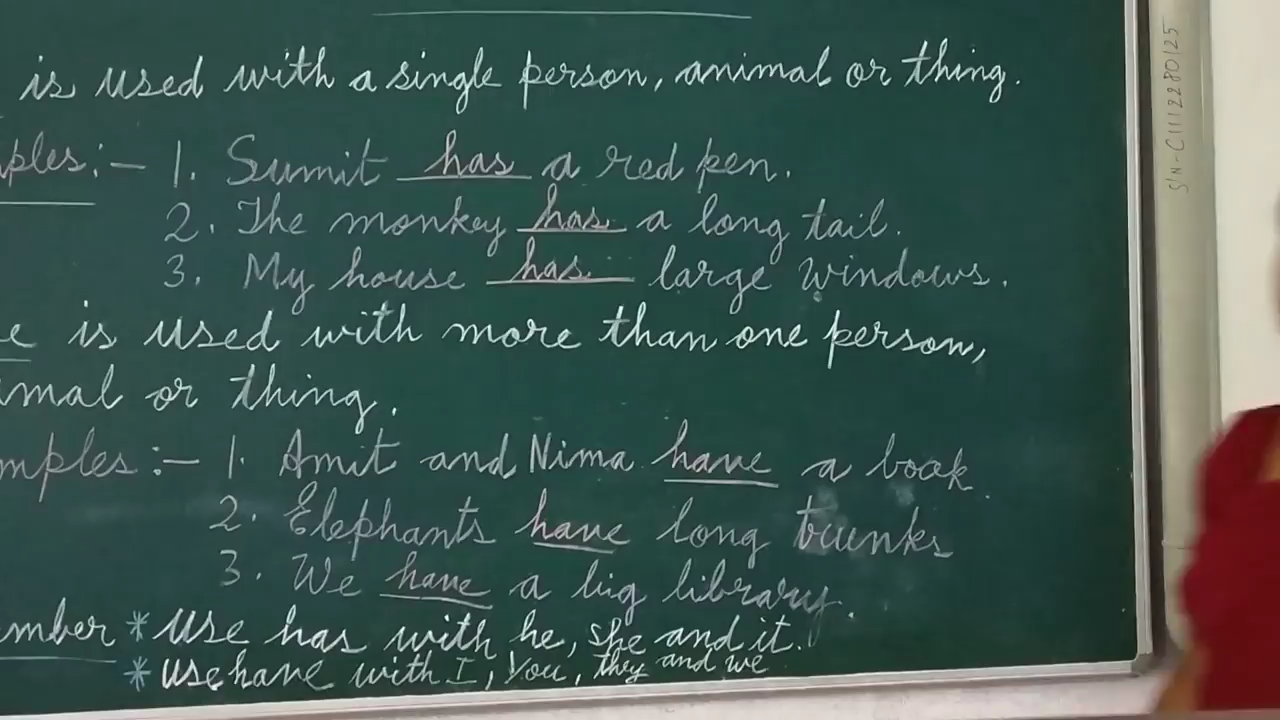 is used with a single person, animal or thing.
mples:- 1. Sumit has a red pen.
2. The monkey has a long tail.
3. My house has large windows.
e is used with more than one person,
imal or thing.
mples:- 1. Amit and Nima have a book.
2. Elephants have long trunks
3. We have a big library.
ember * Use has with he, she and it.
* Use have with I, You, they and we
S/N-C1112280125